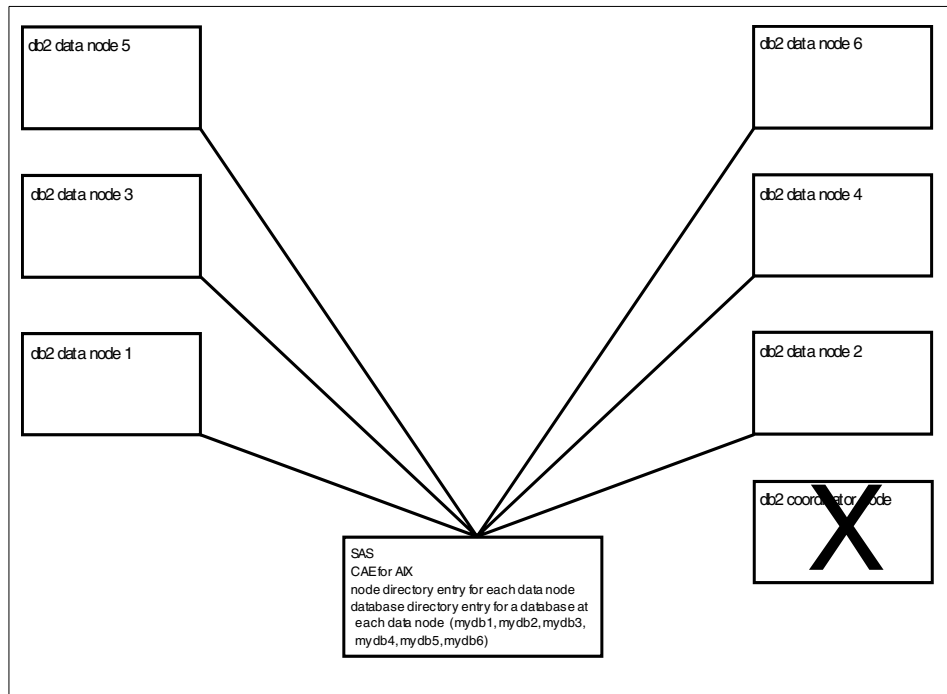 db2 data node 5
db2 data node 6
db2 data node 3
db2 data node 4
db2 data node 1
db2 data node 2
db2 coordinator node
X
SAS
CAE for AIX
node directory entry for each data node
database directory entry for a database at
each data node (mydb1, mydb2, mydb3,
mydb4, mydb5, mydb6)